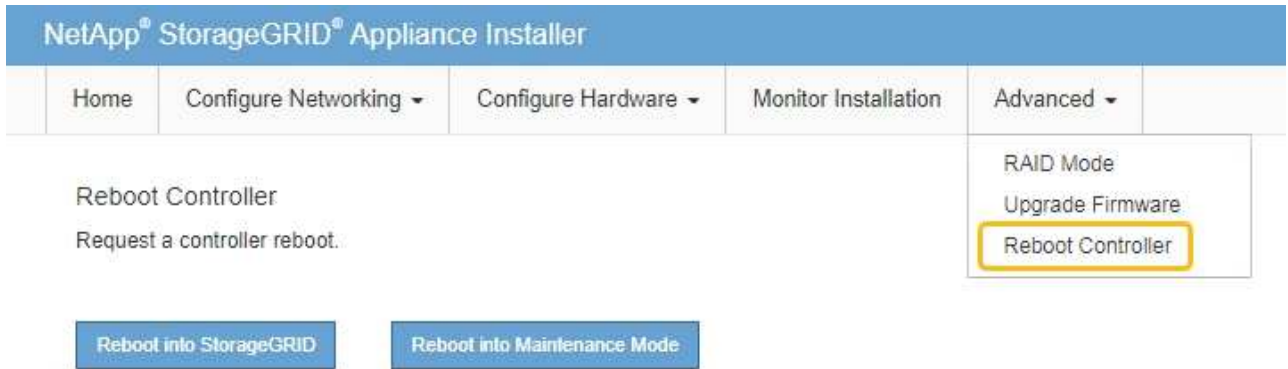 NetApp® StorageGRID® Appliance Installer
Home Configure Networking Configure Hardware Monitor Installation Advanced
RAID Mode
Upgrade Firmware
Reboot Controller
Reboot Controller
Request a controller reboot.
Reboot into StorageGRID Reboot into Maintenance Mode